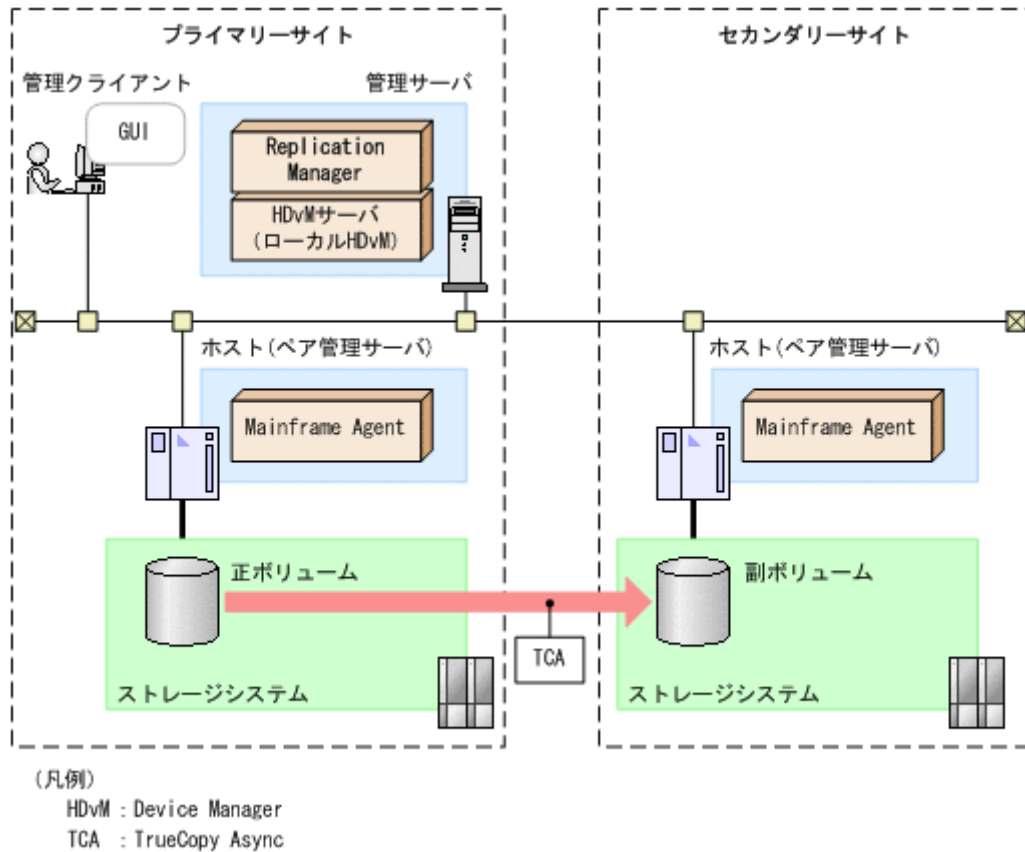 プライマリーサイト
セカンダリーサイト
管理クライアント
管理サーバ
GUI
Replication
Manager
HDvMサーバ
(ローカルHDvM)
ホスト(ペア管理サーバ)
ホスト(ペア管理サーバ)
Mainframe Agent
Mainframe Agent
正ボリューム
副ボリューム
TCA
ストレージシステム
ストレージシステム
(凡例)
HDvM : Device Manager
TCA : TrueCopy Async